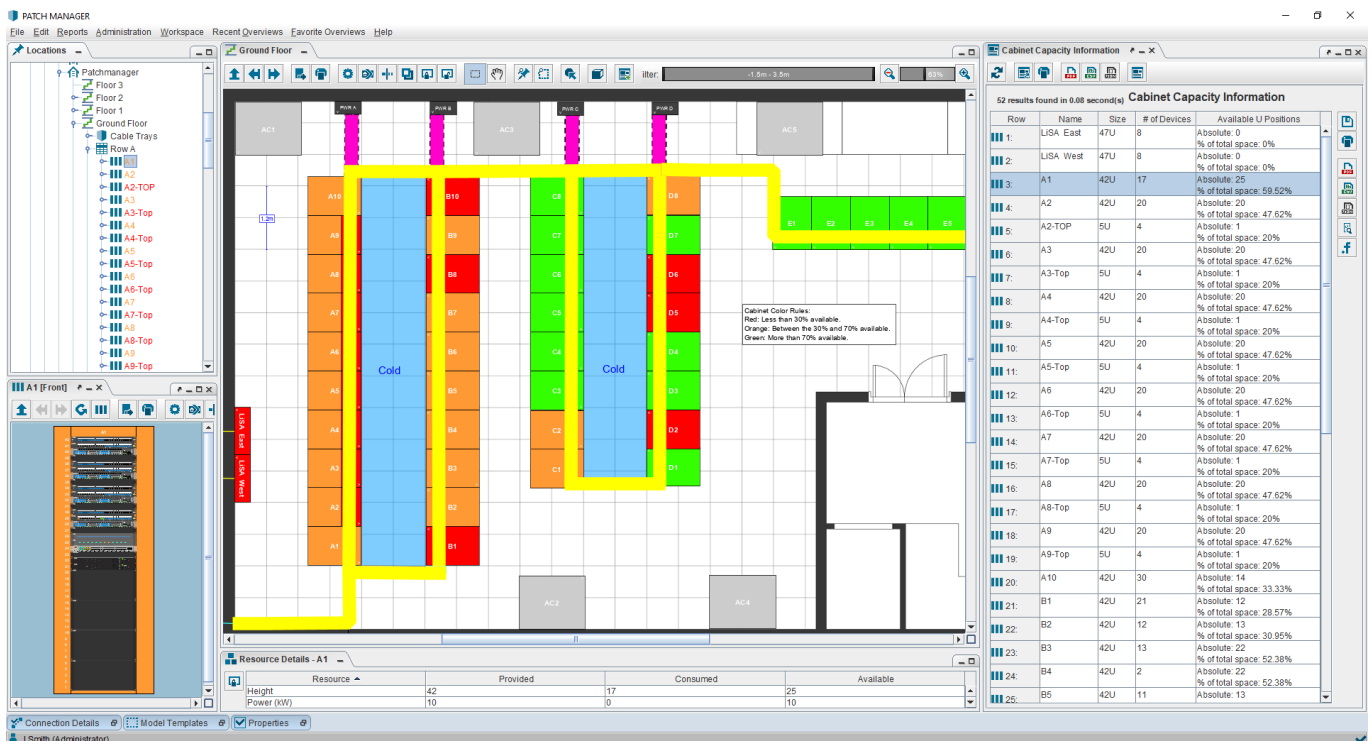 PATCH MANAGER
File Edit Reports Administration Workspace Recent Overviews Favorite Overviews Help
Locations
Patchmanager
Floor 3
Floor 2
Floor 1
Ground Floor
Cable Trays
Row A
A1
A2
A2-TOP
A3
A3-Top
A4
A4-Top
A5
A5-Top
A6
A6-Top
A7
A7-Top
A8
A8-Top
A9
A9-Top
A1 [Front]
A1
Ground Floor
ilter: -1.5m - 3.5m 63%
PWR A PWR B PWR C PWR D
AC1 AC3 AC5
1.2m
A10 B10 C8 D8
A9 B9 C7 D7 E1 E2 E3 E4 E5
A8 B8 C6 D6
A7 B7 C5 D5
Cabinet Color Rules:
Red: Less than 30% available.
Orange: Between the 30% and 70% available.
Green: More than 70% available.
A6 B6 C4 D4
Cold Cold
A5 B5 C3 D3
A4 B4 C2 D2
LiSA East
A3 B3 C1 D1
LiSA West
A2 B2
A1 B1
AC2 AC4
Resource Details - A1
Resource Provided Consumed Available
Height 42 17 25
Power (kW) 10 0 10
Cabinet Capacity Information
52 results found in 0.08 second(s) Cabinet Capacity Information
Row Name Size # of Devices Available U Positions
1: LiSA East 47U 8 Absolute: 0
% of total space: 0%
2: LiSA West 47U 8 Absolute: 0
% of total space: 0%
3: A1 42U 17 Absolute: 25
% of total space: 59.52%
4: A2 42U 20 Absolute: 20
% of total space: 47.62%
5: A2-TOP 5U 4 Absolute: 1
% of total space: 20%
6: A3 42U 20 Absolute: 20
% of total space: 47.62%
7: A3-Top 5U 4 Absolute: 1
% of total space: 20%
8: A4 42U 20 Absolute: 20
% of total space: 47.62%
9: A4-Top 5U 4 Absolute: 1
% of total space: 20%
10: A5 42U 20 Absolute: 20
% of total space: 47.62%
11: A5-Top 5U 4 Absolute: 1
% of total space: 20%
12: A6 42U 20 Absolute: 20
% of total space: 47.62%
13: A6-Top 5U 4 Absolute: 1
% of total space: 20%
14: A7 42U 20 Absolute: 20
% of total space: 47.62%
15: A7-Top 5U 4 Absolute: 1
% of total space: 20%
16: A8 42U 20 Absolute: 20
% of total space: 47.62%
17: A8-Top 5U 4 Absolute: 1
% of total space: 20%
18: A9 42U 20 Absolute: 20
% of total space: 47.62%
19: A9-Top 5U 4 Absolute: 1
% of total space: 20%
20: A10 42U 30 Absolute: 14
% of total space: 33.33%
21: B1 42U 21 Absolute: 12
% of total space: 28.57%
22: B2 42U 12 Absolute: 13
% of total space: 30.95%
23: B3 42U 13 Absolute: 22
% of total space: 52.38%
24: B4 42U 2 Absolute: 22
% of total space: 52.38%
25: B5 42U 11 Absolute: 13
Connection Details Model Templates Properties
J.Smith (Administrator)